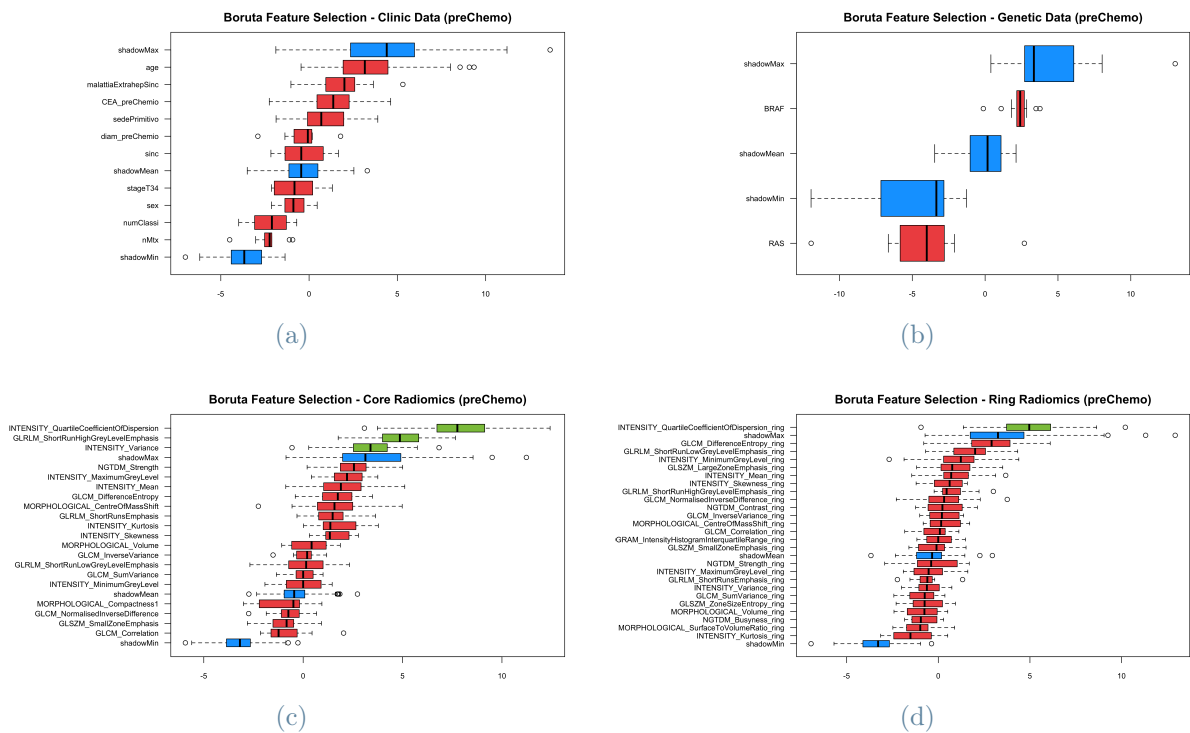 Boruta Feature Selection - Clinic Data (preChemo)
shadowMax
age
malattiaExtrahepSinc
CEA_preChemio
sedePrimitivo
diam_preChemio
sinc
shadowMean
stageT34
sex
numClassi
nMtx
shadowMin
-5 0 5 10
(a)
Boruta Feature Selection - Genetic Data (preChemo)
shadowMax
BRAF
shadowMean
shadowMin
RAS
-10 -5 0 5 10
(b)
Boruta Feature Selection - Core Radiomics (preChemo)
INTENSITY_QuartileCoefficientOfDispersion
GLRLM_ShortRunHighGreyLevelEmphasis
INTENSITY_Variance
shadowMax
NGTDM_Strength
INTENSITY_MaximumGreyLevel
INTENSITY_Mean
GLCM_DifferenceEntropy
MORPHOLOGICAL_CentreOfMassShift
GLRLM_ShortRunsEmphasis
INTENSITY_Kurtosis
INTENSITY_Skewness
MORPHOLOGICAL_Volume
GLCM_InverseVariance
GLRLM_ShortRunLowGreyLevelEmphasis
GLCM_SumVariance
INTENSITY_MinimumGreyLevel
shadowMean
MORPHOLOGICAL_Compactness1
GLCM_NormalisedInverseDifference
GLSZM_SmallZoneEmphasis
GLCM_Correlation
shadowMin
-5 0 5 10
(c)
Boruta Feature Selection - Ring Radiomics (preChemo)
INTENSITY_QuartileCoefficientOfDispersion_ring
shadowMax
GLCM_DifferenceEntropy_ring
GLRLM_ShortRunLowGreyLevelEmphasis_ring
INTENSITY_MinimumGreyLevel_ring
GLSZM_LargeZoneEmphasis_ring
INTENSITY_Mean_ring
INTENSITY_Skewness_ring
GLRLM_ShortRunHighGreyLevelEmphasis_ring
GLCM_NormalisedInverseDifference_ring
NGTDM_Contrast_ring
GLCM_InverseVariance_ring
MORPHOLOGICAL_CentreOfMassShift_ring
GLCM_Correlation_ring
GRAM_IntensityHistogramInterquartileRange_ring
GLSZM_SmallZoneEmphasis_ring
shadowMean
NGTDM_Strength_ring
INTENSITY_MaximumGreyLevel_ring
GLRLM_ShortRunsEmphasis_ring
INTENSITY_Variance_ring
GLCM_SumVariance_ring
GLSZM_ZoneSizeEntropy_ring
MORPHOLOGICAL_Volume_ring
NGTDM_Busyness_ring
MORPHOLOGICAL_SurfaceToVolumeRatio_ring
INTENSITY_Kurtosis_ring
shadowMin
-5 0 5 10
(d)